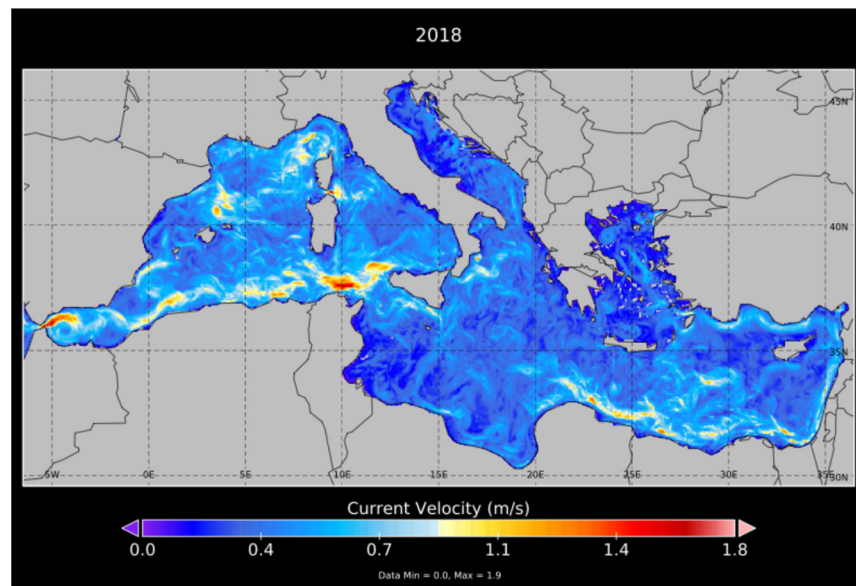 2018
45N
40N
35N
30N
5W 0E 5E 10E 15E 20E 25E 30E 35E
Current Velocity (m/s)
0.0 0.4 0.7 1.1 1.4 1.8
Data Min = 0.0, Max = 1.9